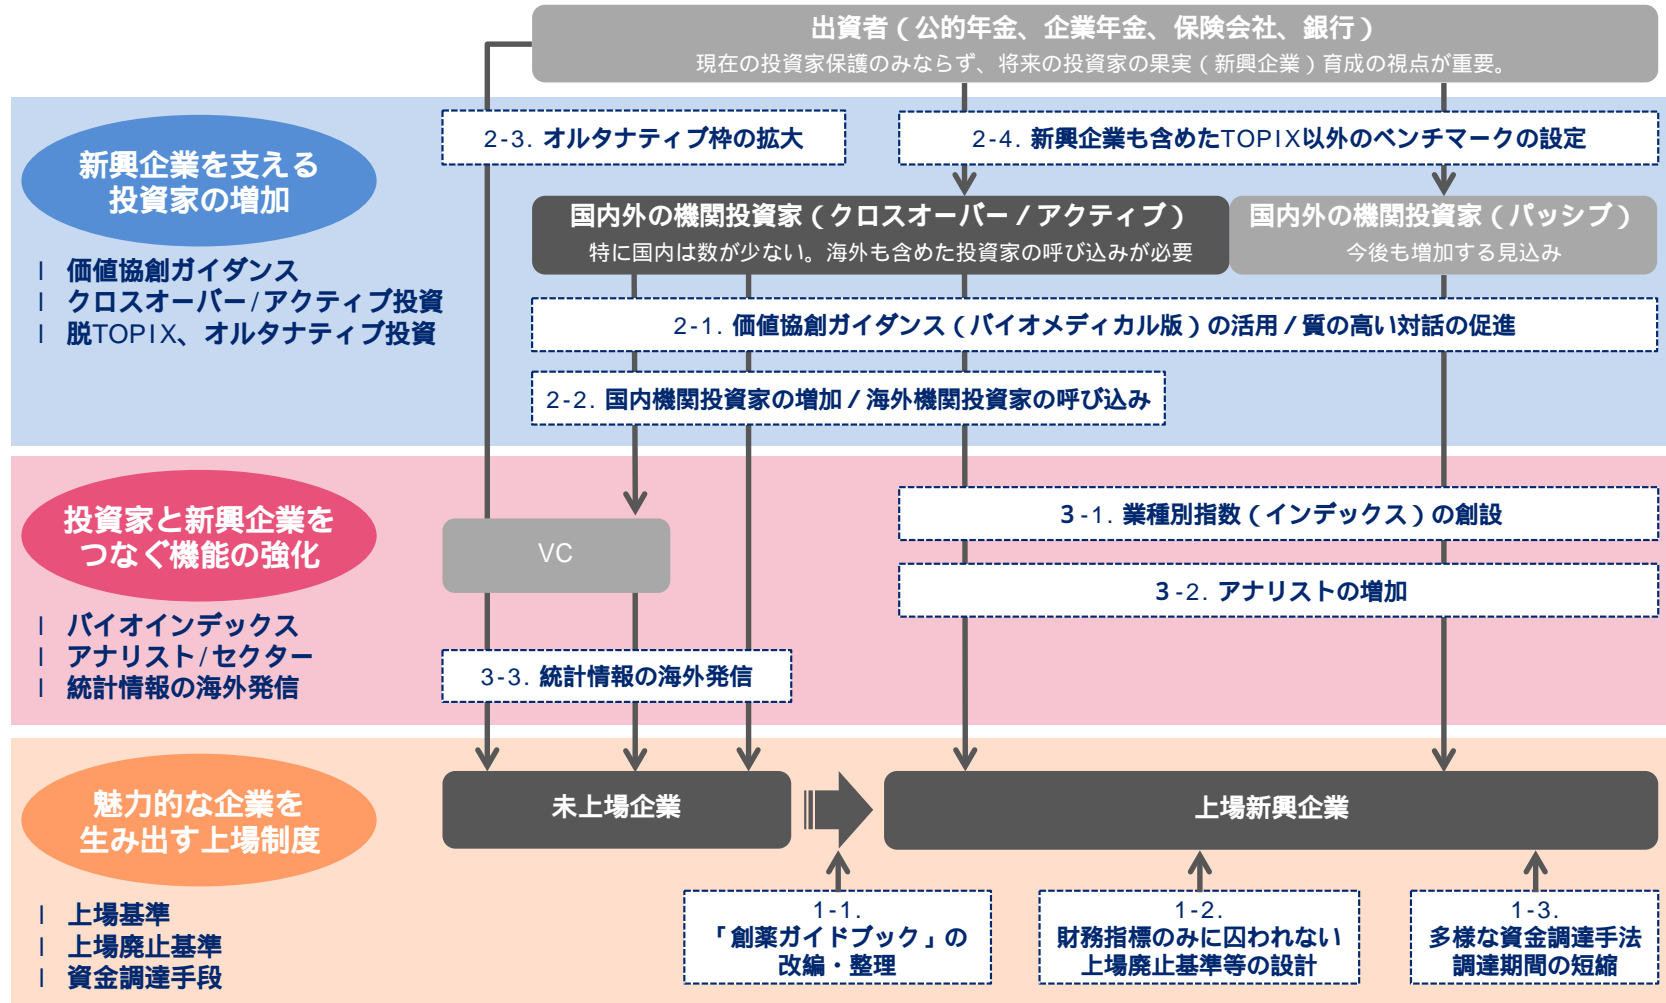 出資者（公的年金、企業年金、保険会社、銀行）
現在の投資家保護のみならず、将来の投資家の果実（新興企業）育成の視点が重要。
2-3. オルタナティブ枠の拡大
2-4. 新興企業も含めたTOPIX以外のベンチマークの設定
新興企業を支える
投資家の増加
国内外の機関投資家（クロスオーバー／アクティブ）
特に国内は数が少ない。海外も含めた投資家の呼び込みが必要
国内外の機関投資家（パッシブ）
今後も増加する見込み
l 価値協創ガイダンス
l クロスオーバー/アクティブ投資
l 脱TOPIX、オルタナティブ投資
2-1. 価値協創ガイダンス（バイオメディカル版）の活用／質の高い対話の促進
2-2. 国内機関投資家の増加／海外機関投資家の呼び込み
投資家と新興企業を
つなぐ機能の強化
VC
3-1. 業種別指数（インデックス）の創設
3-2. アナリストの増加
l バイオインデックス
l アナリスト/セクター
l 統計情報の海外発信
3-3. 統計情報の海外発信
魅力的な企業を
生み出す上場制度
未上場企業
上場新興企業
l 上場基準
l 上場廃止基準
l 資金調達手段
1-1.
「創薬ガイドブック」の
改編・整理
1-2.
財務指標のみに囚われない
上場廃止基準等の設計
1-3.
多様な資金調達手法
調達期間の短縮